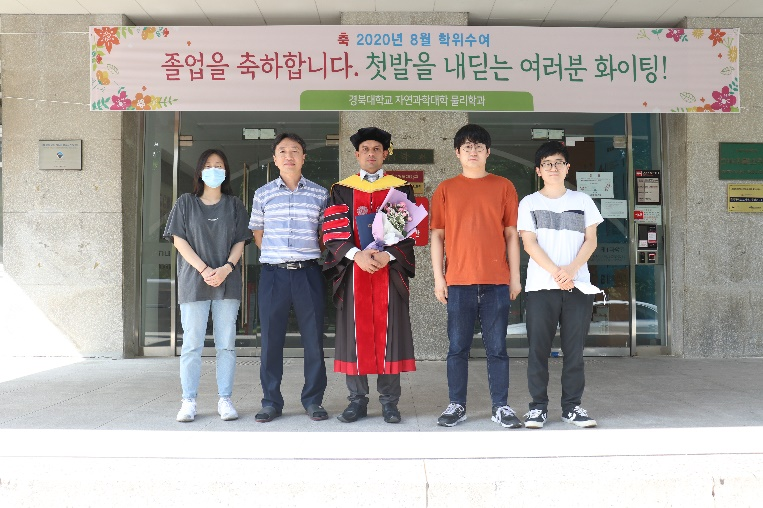 축 2020년 8월 학위수여
졸업을 축하합니다. 첫발을 내딛는 여러분 화이팅!
경북대학교 자연과학대학 물리학과